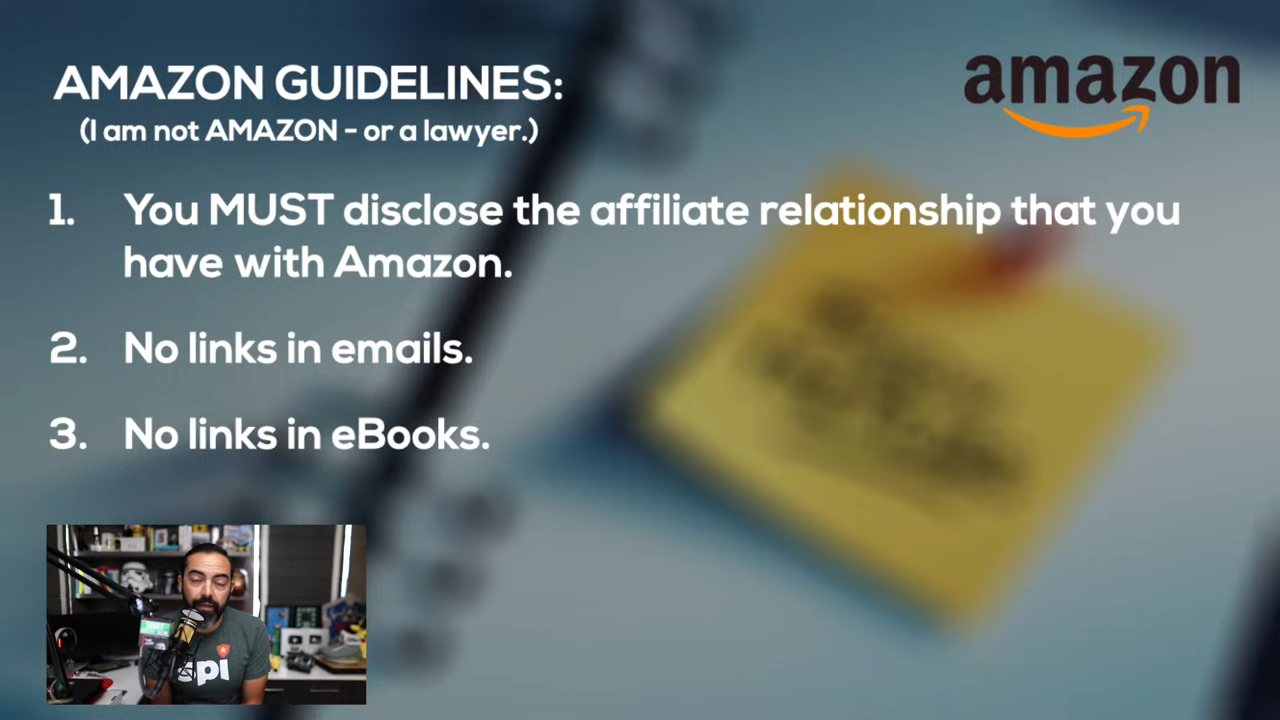 AMAZON GUIDELINES:
(I am not AMAZON - or a lawyer.)
amazon
1. You MUST disclose the affiliate relationship that you
have with Amazon.
2. No links in emails.
3. No links in eBooks.
spi